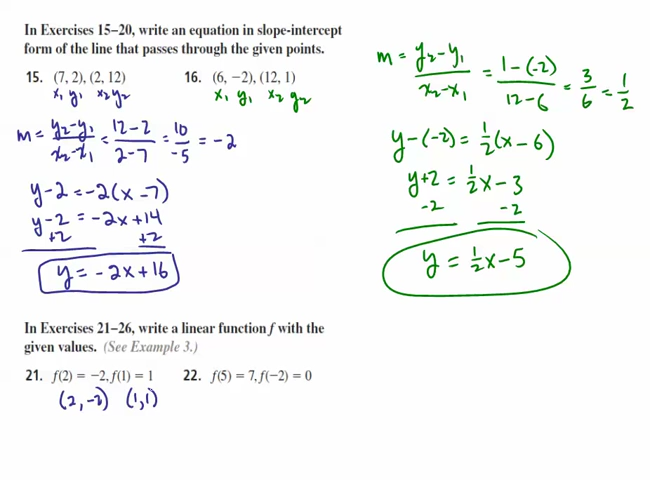 In Exercises 15–20, write an equation in slope-intercept
form of the line that passes through the given points.
15. (7, 2), (2, 12)
x₁ y₁ x₂ y₂
m = y₂-y₁/x₂-x₁ = 12-2/2-7 = 10/-5 = -2
y-2 = -2(x-7)
y-2 = -2x+14
+2 +2
y = -2x+16
16. (6, −2), (12, 1)
x₁ y₁ x₂ y₂
m = y₂-y₁/x₂-x₁ = 1-(-2)/12-6 = 3/6 = 1/2
y-(-2) = 1/2(x-6)
y+2 = 1/2x-3
-2 -2
y = 1/2x-5
In Exercises 21–26, write a linear function f with the
given values. (See Example 3.)
21. f(2) = −2, f(1) = 1
(2,-2) (1,1)
22. f(5) = 7, f(−2) = 0